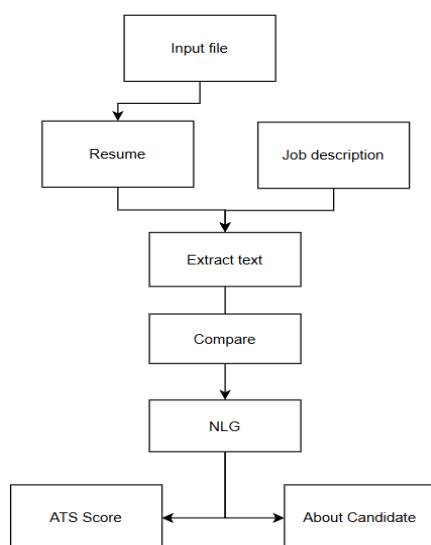 Input file
Resume
Job description
Extract text
Compare
NLG
ATS Score
About Candidate